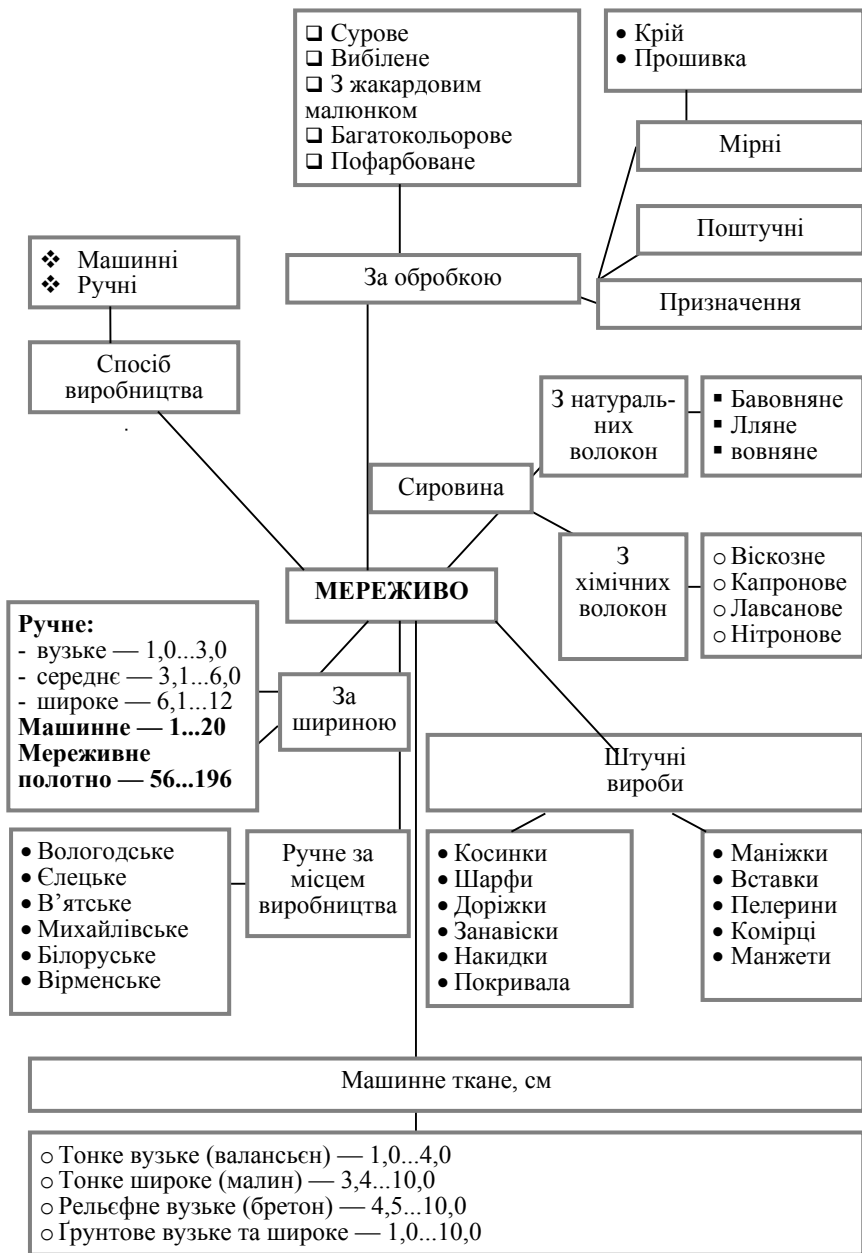 ❑ Сурове
❑ Вибілене
❑ З жакардовим
малюнком
❑ Багатокольорове
❑ Пофарбоване
• Крій
• Прошивка
Мірні
Поштучні
Призначення
За обробкою
❖ Машинні
❖ Ручні
Спосіб
виробництва
.
З натураль-
них
волокон
▪ Бавовняне
▪ Лляне
▪ вовняне
Сировина
З
хімічних
волокон
○ Віскозне
○ Капронове
○ Лавсанове
○ Нітронове
МЕРЕЖИВО
Ручне:
- вузьке — 1,0...3,0
- середнє — 3,1...6,0
- широке — 6,1...12
Машинне — 1...20
Мереживне
полотно — 56...196
За
шириною
Штучні
вироби
• Вологодське
• Єлецьке
• В’ятське
• Михайлівське
• Білоруське
• Вірменське
Ручне за
місцем
виробництва
• Косинки
• Шарфи
• Доріжки
• Занавіски
• Накидки
• Покривала
• Маніжки
• Вставки
• Пелерини
• Комірці
• Манжети
Машинне ткане, см
○ Тонке вузьке (валансьєн) — 1,0...4,0
○ Тонке широке (малин) — 3,4...10,0
○ Рельєфне вузьке (бретон) — 4,5...10,0
○ Ґрунтове вузьке та широке — 1,0...10,0